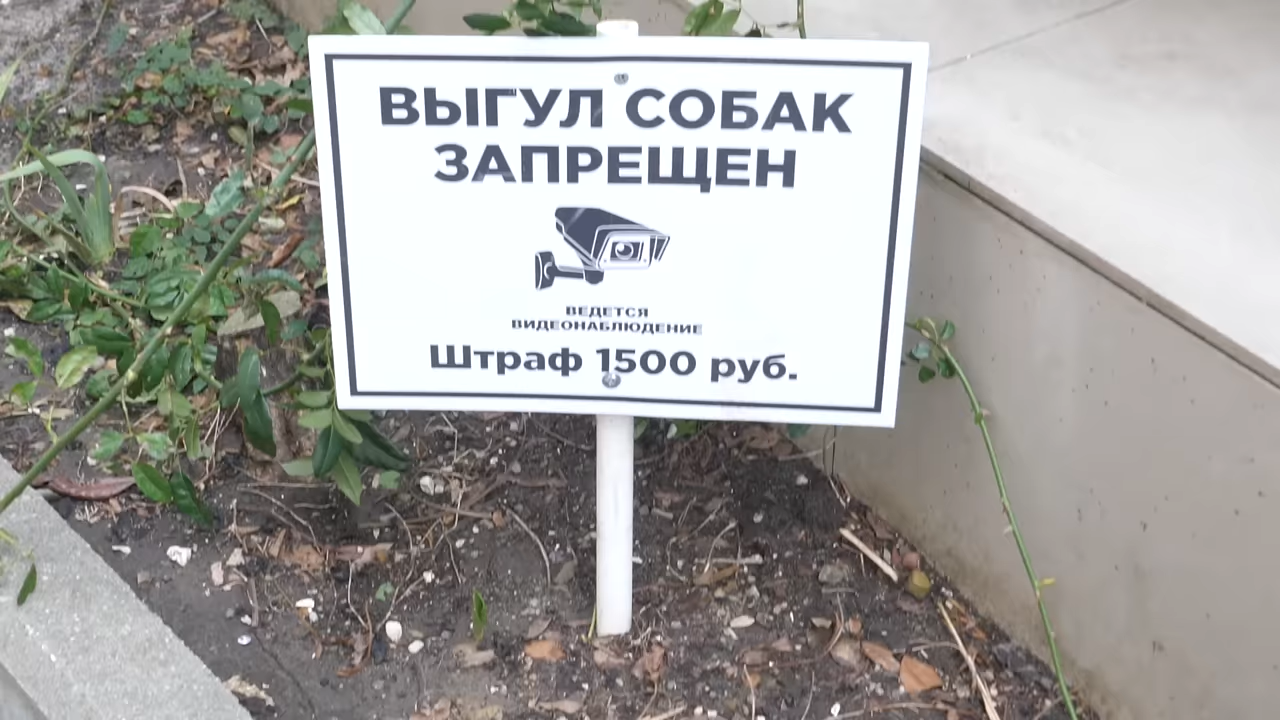 ВЫГУЛ СОБАК
ЗАПРЕЩЕН
ВЕДЕТСЯ
ВИДЕОНАБЛЮДЕНИЕ
Штраф 1500 руб.